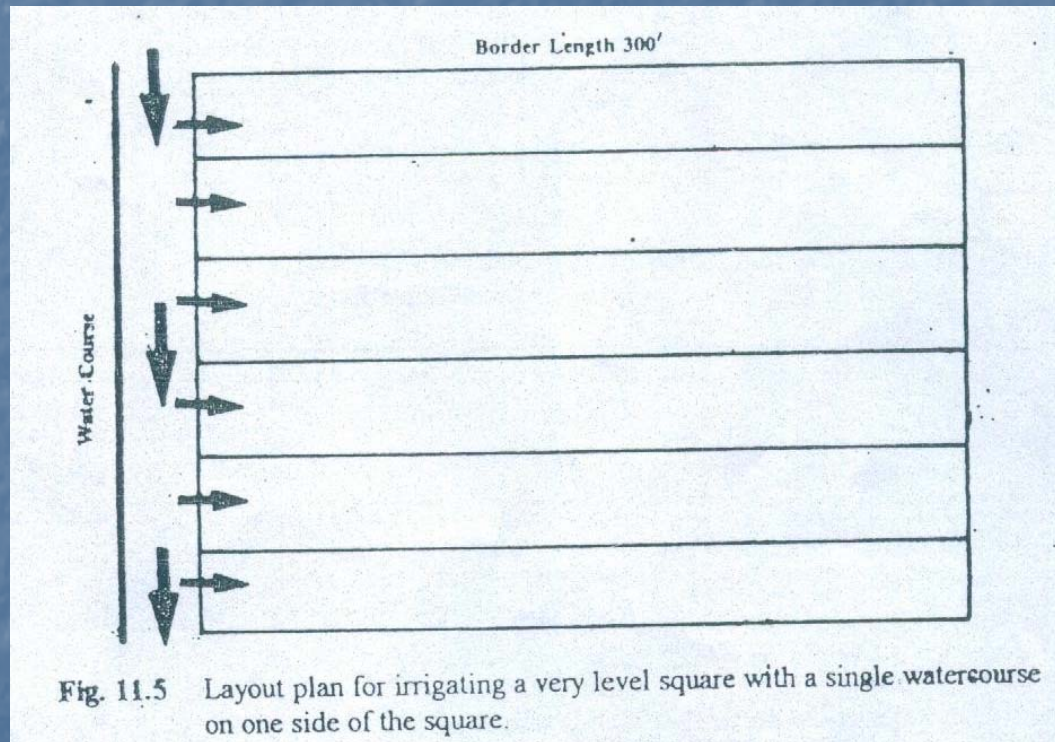 Border Length 300'
Water Course
Fig. 11.5 Layout plan for irrigating a very level square with a single watercourse
on one side of the square.